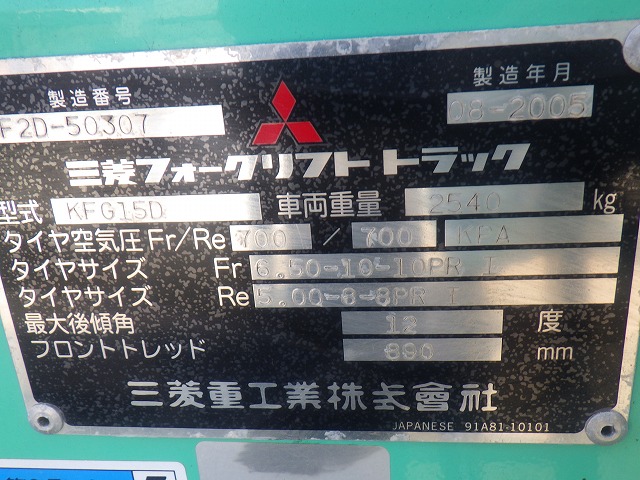 製造番号
製造年月
F2D-50307
08-2005
三菱フォークリフトトラック
型式 KFG15D 車両重量 2540 kg
タイヤ空気圧 Fr/Re 700 / 700 KPA
タイヤサイズ Fr 6.50-10-10PR I
タイヤサイズ Re 5.00-8-8PR I
最大後傾角 12 度
フロントトレッド 890 mm
三菱重工業株式會社
JAPANESE 91A81-10101